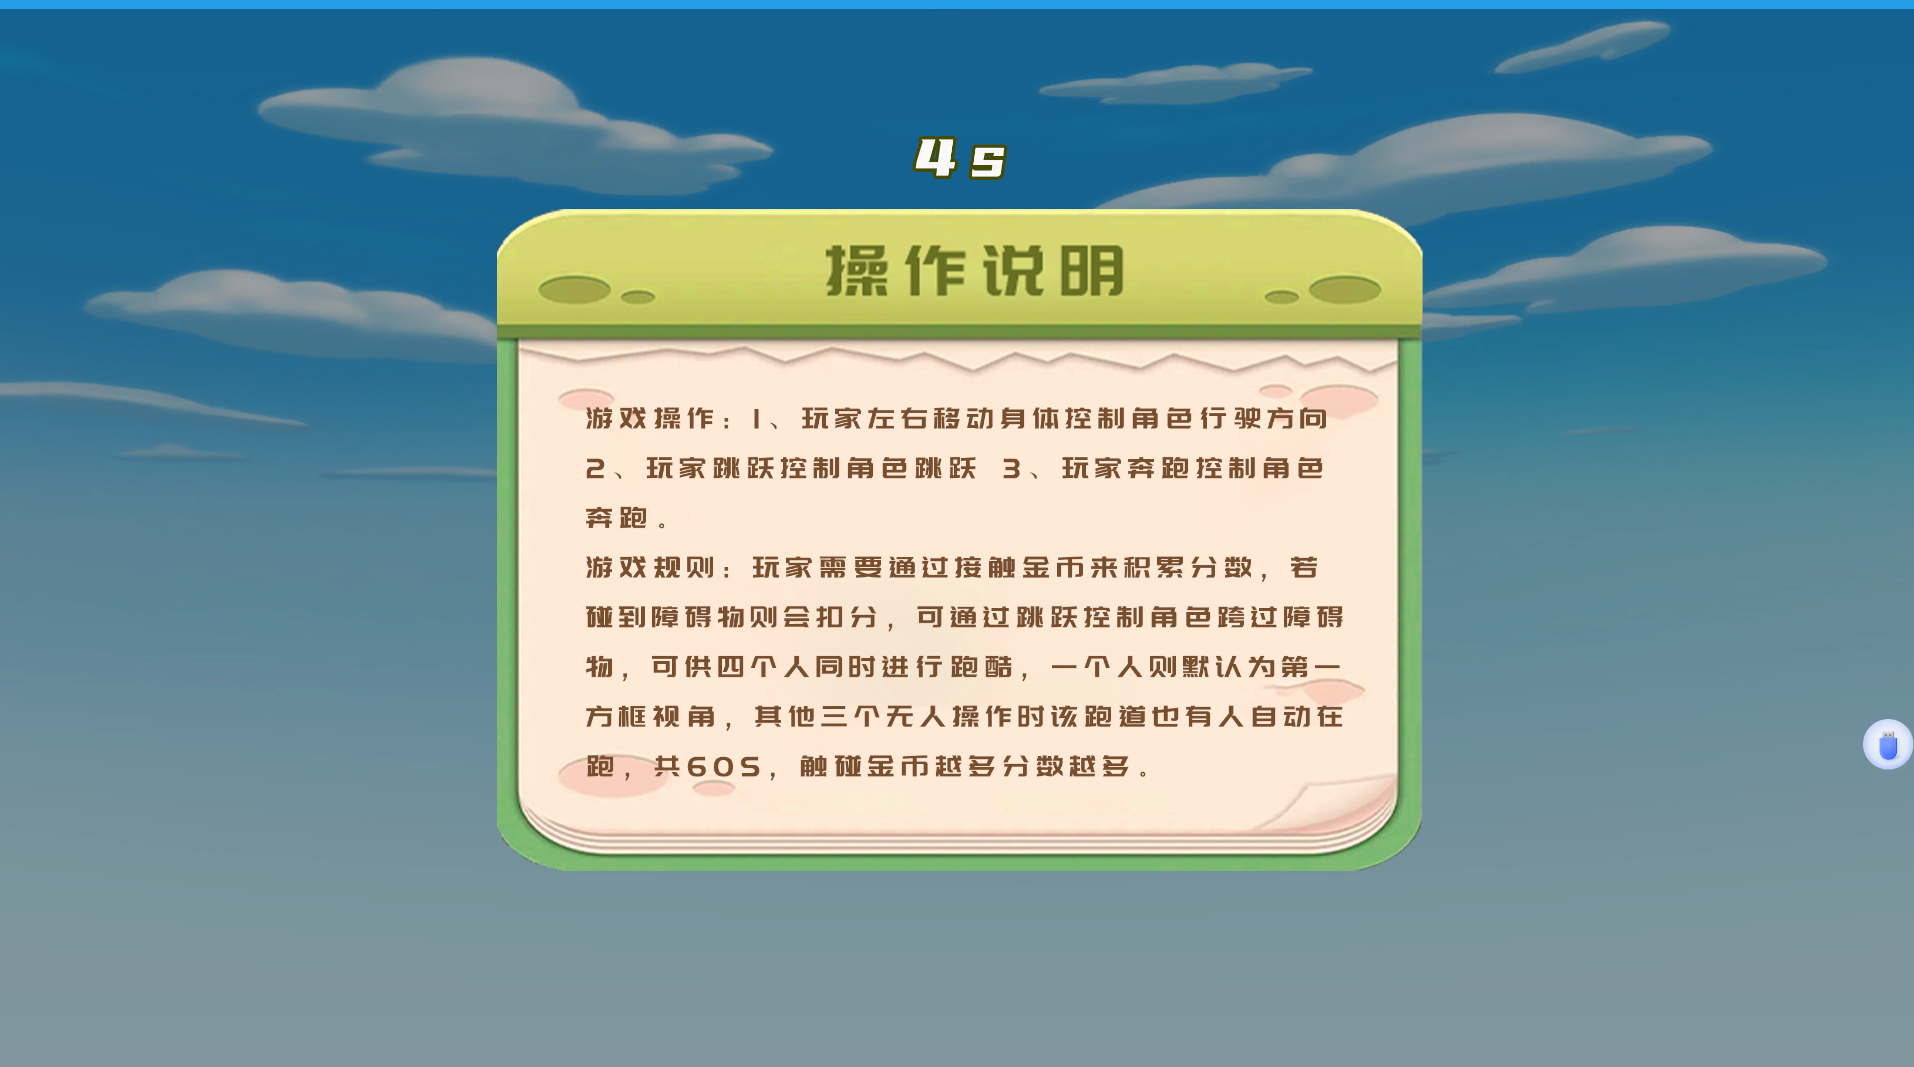 4s
操作说明
游戏操作：1、玩家左右移动身体控制角色行驶方向
2、玩家跳跃控制角色跳跃 3、玩家奔跑控制角色
奔跑。
游戏规则：玩家需要通过接触金币来积累分数，若
碰到障碍物则会扣分，可通过跳跃控制角色跨过障碍
物，可供四个人同时进行跑酷，一个人则默认为第一
方框视角，其他三个无人操作时该跑道也有人自动在
跑，共60S，触碰金币越多分数越多。